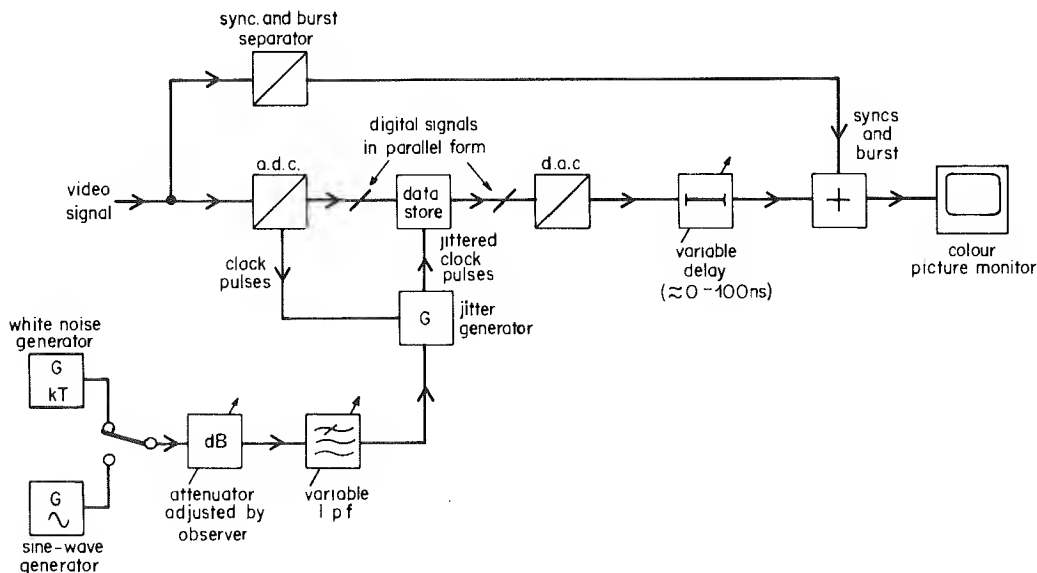 sync. and burst
separator
digital signals
in parallel form
syncs
and
burst
a.d.c.
d.a.c
video
signal
data
store
+
colour
picture monitor
clock
pulses
jittered
clock
pulses
variable
delay
(≈0-100ns)
G
jitter
generator
white noise
generator
G
kT
dB
attenuator
adjusted by
observer
variable
l p f
G
sine-wave
generator